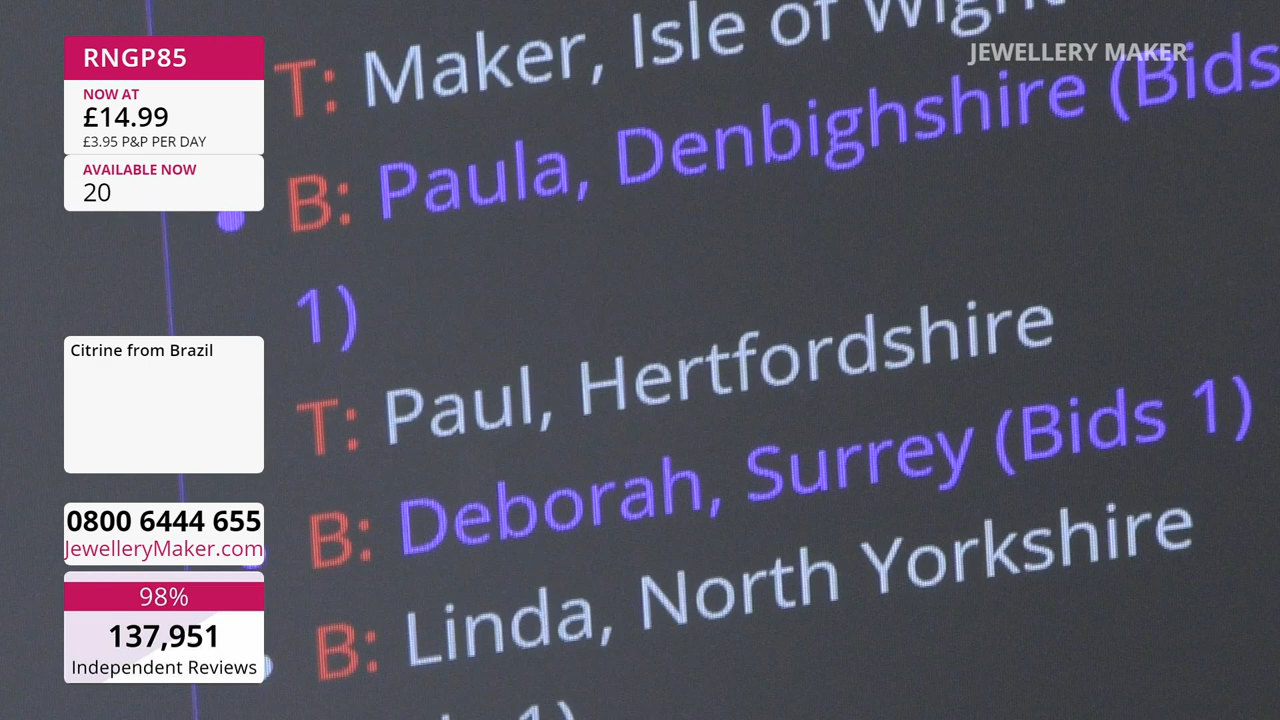 RNGP85
NOW AT
£14.99
£3.95 P&P PER DAY
AVAILABLE NOW
20
Citrine from Brazil
0800 6444 655
JewelleryMaker.com
98%
137,951
Independent Reviews
JEWELLERY MAKER
T: Maker, Isle of Wight
B: Paula, Denbighshire (Bids
1)
T: Paul, Hertfordshire
B: Deborah, Surrey (Bids 1)
B: Linda, North Yorkshire
1)